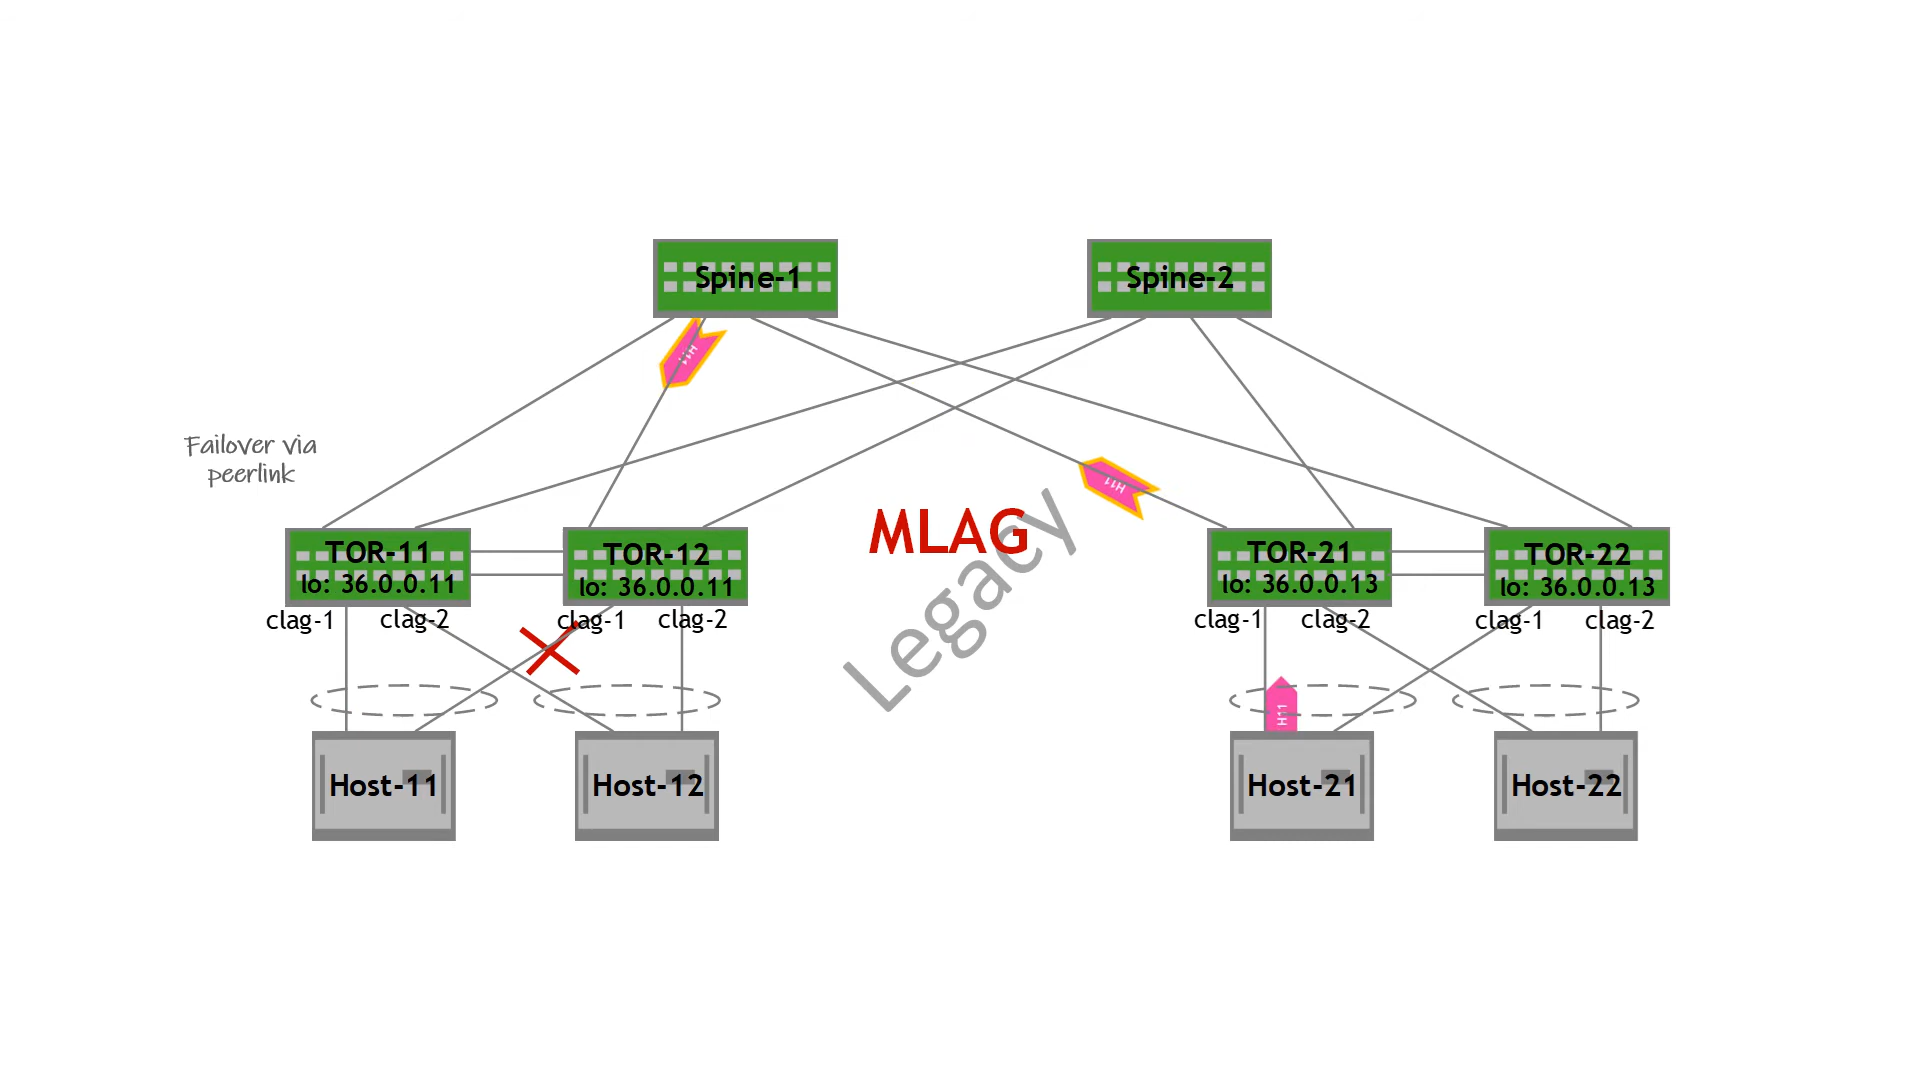 Spine-1
Spine-2
H11
Failover via
peerlink
H11
MLAG
Legacy
TOR-11
lo: 36.0.0.11
TOR-12
lo: 36.0.0.11
TOR-21
lo: 36.0.0.13
TOR-22
lo: 36.0.0.13
clag-1
clag-2
clag-1
clag-2
clag-1
clag-2
clag-1
clag-2
H11
Host-11
Host-12
Host-21
Host-22